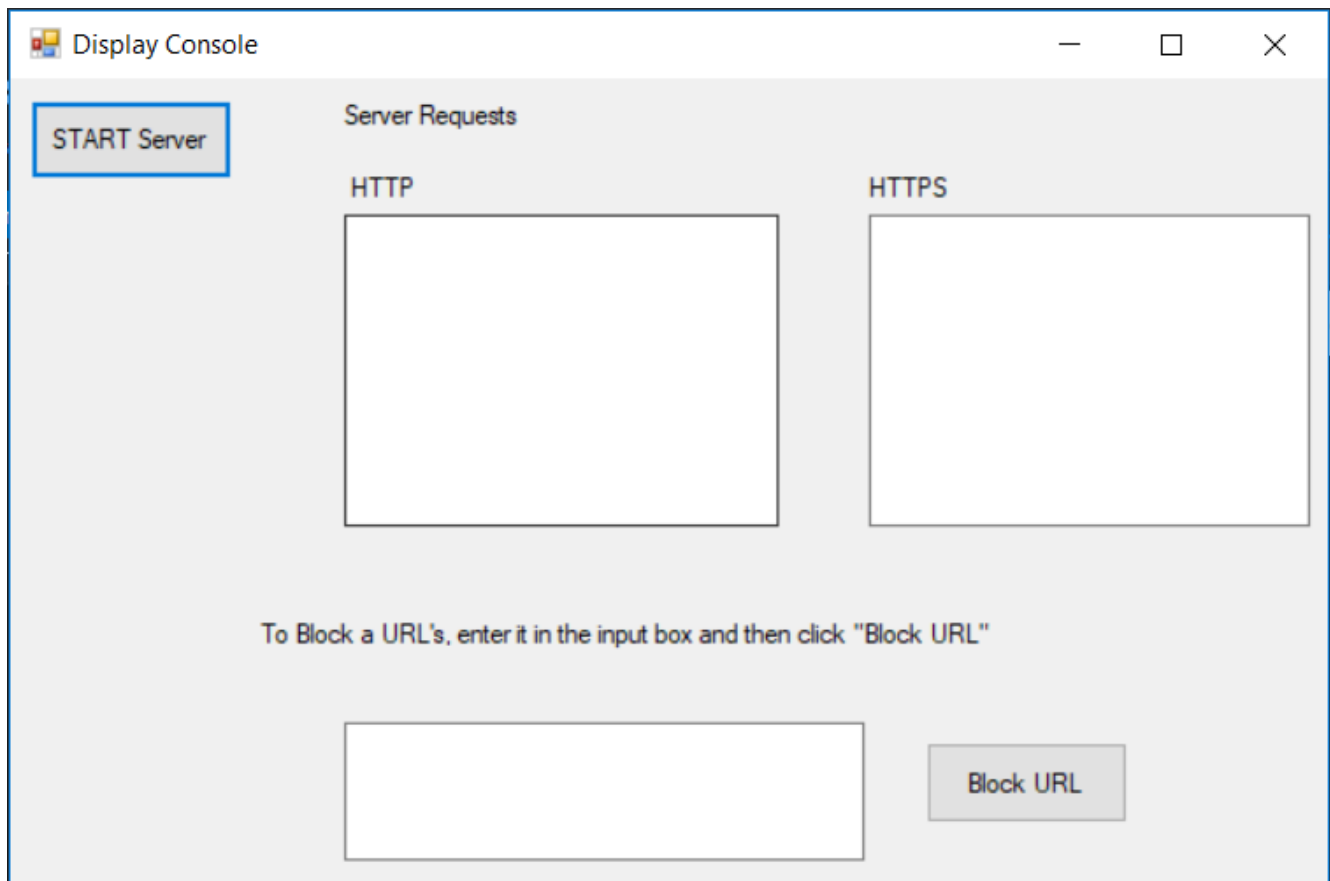 Display Console
START Server
Server Requests
HTTP
HTTPS
To Block a URL's, enter it in the input box and then click "Block URL"
Block URL